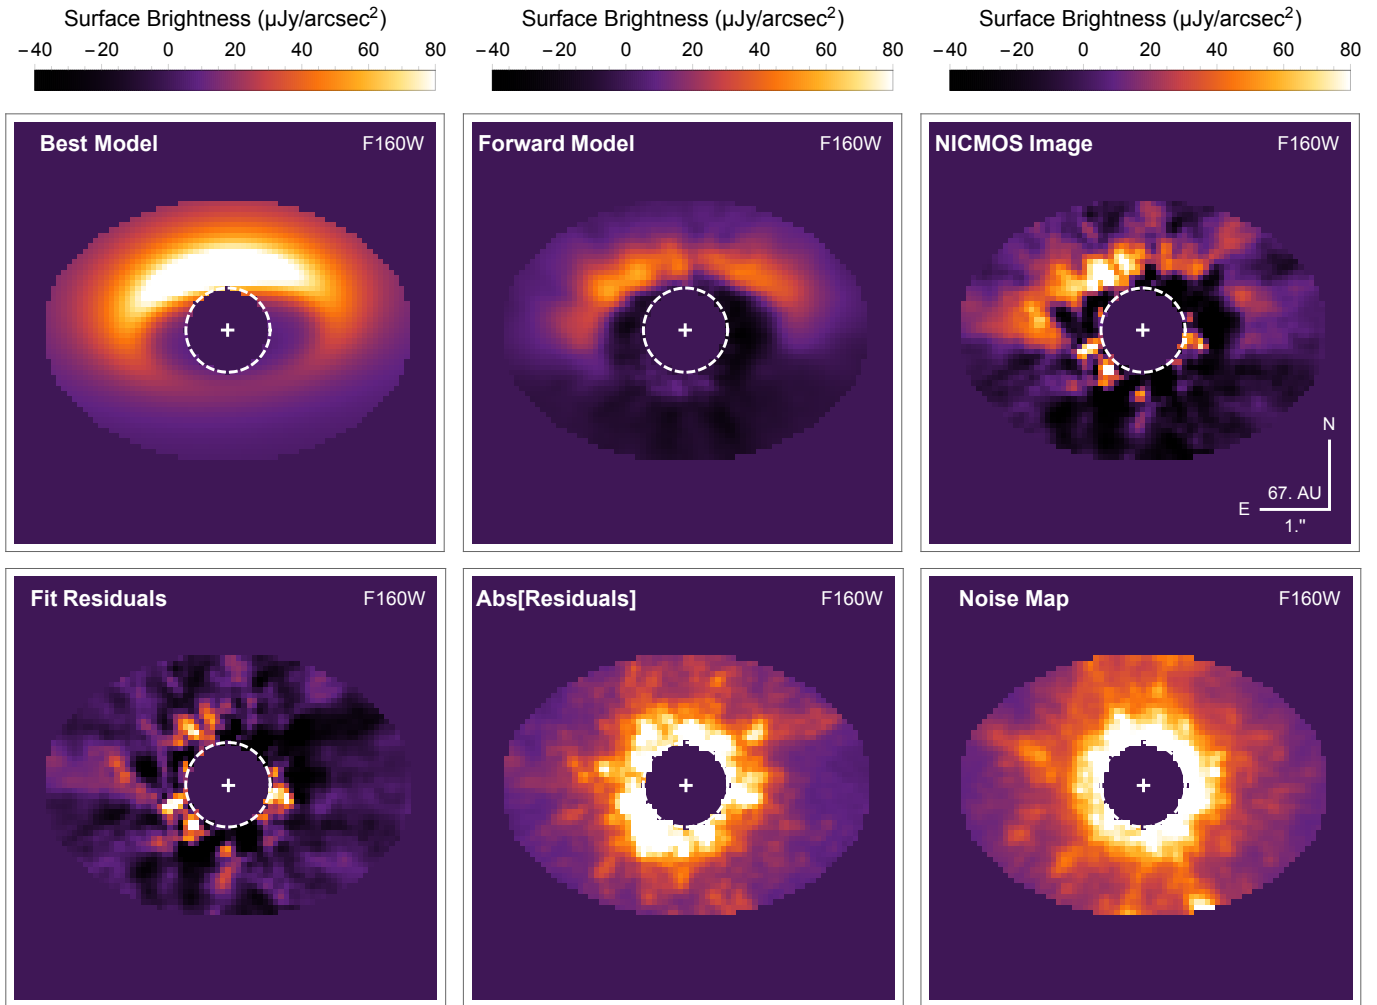 Surface Brightness (μJy/arcsec²) Surface Brightness (μJy/arcsec²) Surface Brightness (μJy/arcsec²)
−40 −20 0 20 40 60 80 −40 −20 0 20 40 60 80 −40 −20 0 20 40 60 80
Best Model F160W Forward Model F160W NICMOS Image F160W
N
67. AU
E
1."
Fit Residuals F160W Abs[Residuals] F160W Noise Map F160W